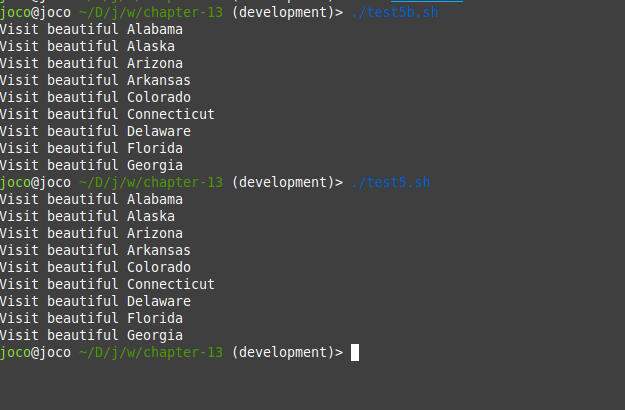 joco@joco ~/D/j/w/chapter-13 (development)> ./test5b.sh
Visit beautiful Alabama
Visit beautiful Alaska
Visit beautiful Arizona
Visit beautiful Arkansas
Visit beautiful Colorado
Visit beautiful Connecticut
Visit beautiful Delaware
Visit beautiful Florida
Visit beautiful Georgia
joco@joco ~/D/j/w/chapter-13 (development)> ./test5.sh
Visit beautiful Alabama
Visit beautiful Alaska
Visit beautiful Arizona
Visit beautiful Arkansas
Visit beautiful Colorado
Visit beautiful Connecticut
Visit beautiful Delaware
Visit beautiful Florida
Visit beautiful Georgia
joco@joco ~/D/j/w/chapter-13 (development)>